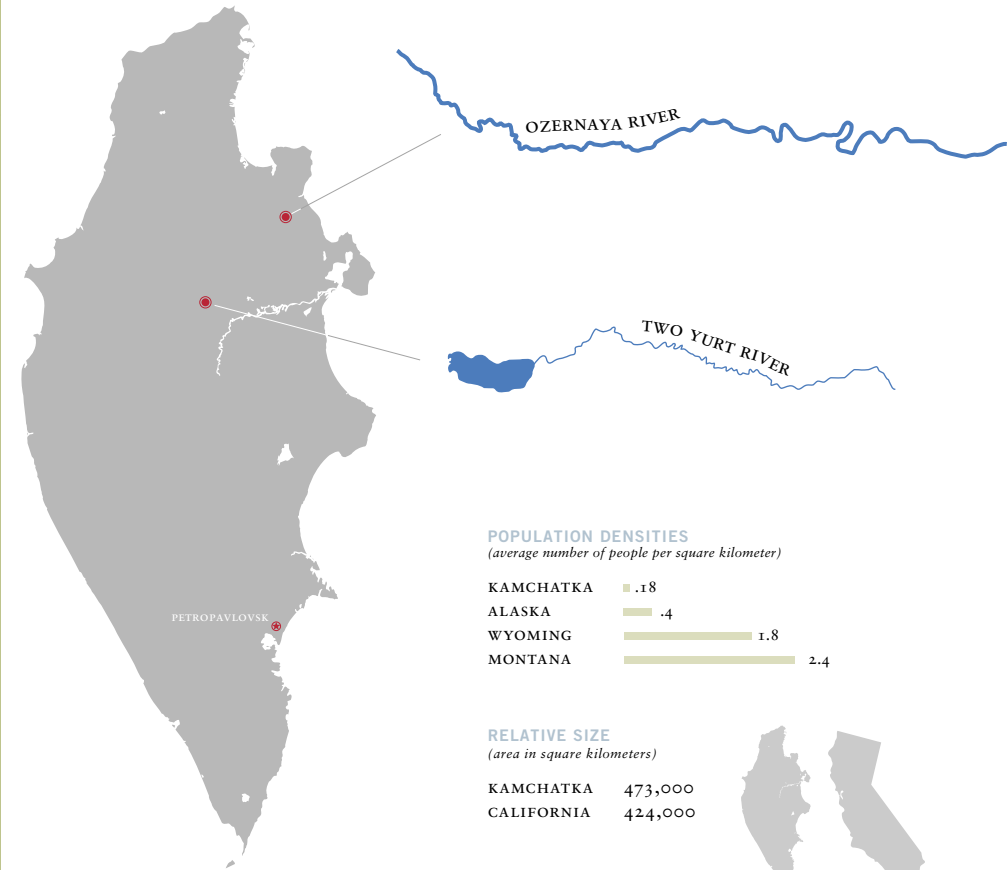 OZERNAYA RIVER
TWO YURT RIVER
PETROPAVLOVSK
POPULATION DENSITIES
(average number of people per square kilometer)
KAMCHATKA .18
ALASKA .4
WYOMING 1.8
MONTANA 2.4
RELATIVE SIZE
(area in square kilometers)
KAMCHATKA 473,000
CALIFORNIA 424,000